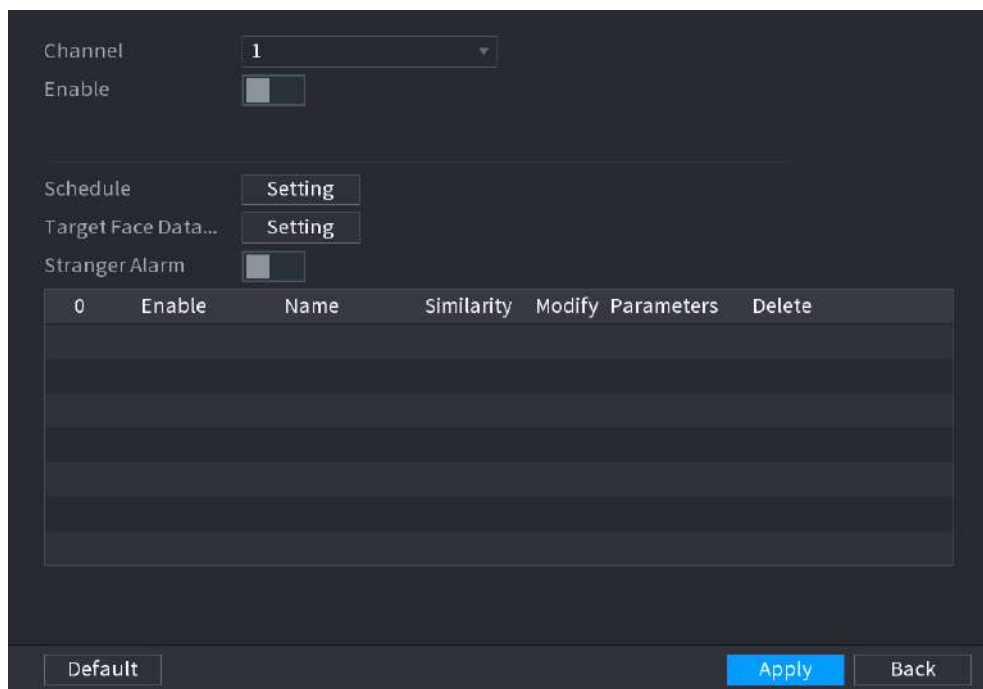 Channel 1
Enable
Schedule Setting
Target Face Data... Setting
Stranger Alarm
0 Enable Name Similarity Modify Parameters Delete
Default Apply Back